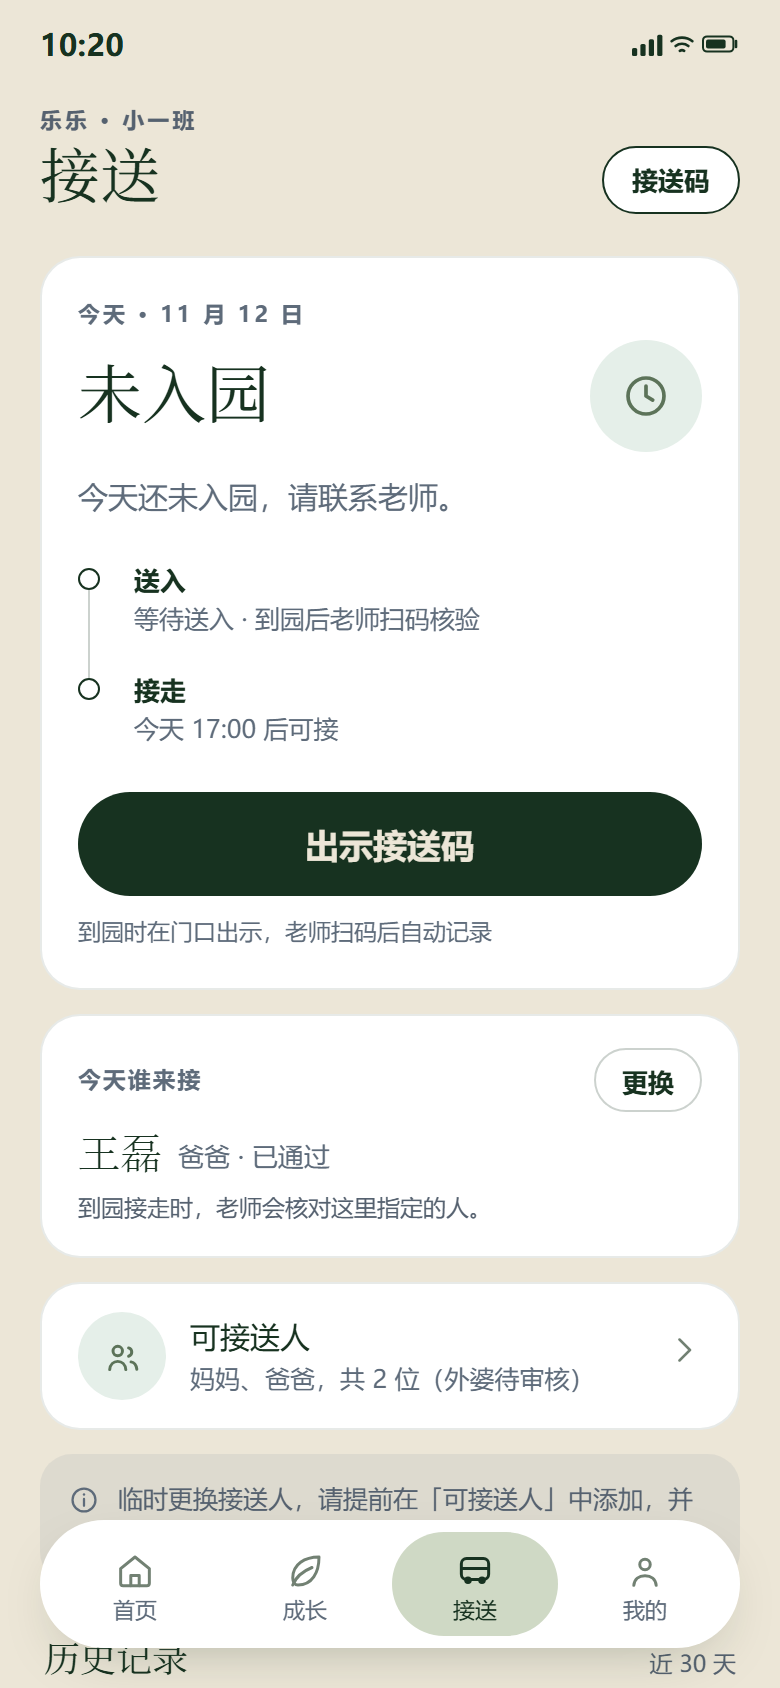 10:20
乐乐 • 小一班
接送
接送码
今天 • 11 月 12 日
未入园
今天还未入园，请联系老师。
送入
等待送入 · 到园后老师扫码核验
接走
今天 17:00 后可接
出示接送码
到园时在门口出示，老师扫码后自动记录
今天谁来接
更换
王磊 爸爸 · 已通过
到园接走时，老师会核对这里指定的人。
可接送人
妈妈、爸爸，共 2 位（外婆待审核）
临时更换接送人，请提前在「可接送人」中添加，并
首页
成长
接送
我的
历史记录
近 30 天